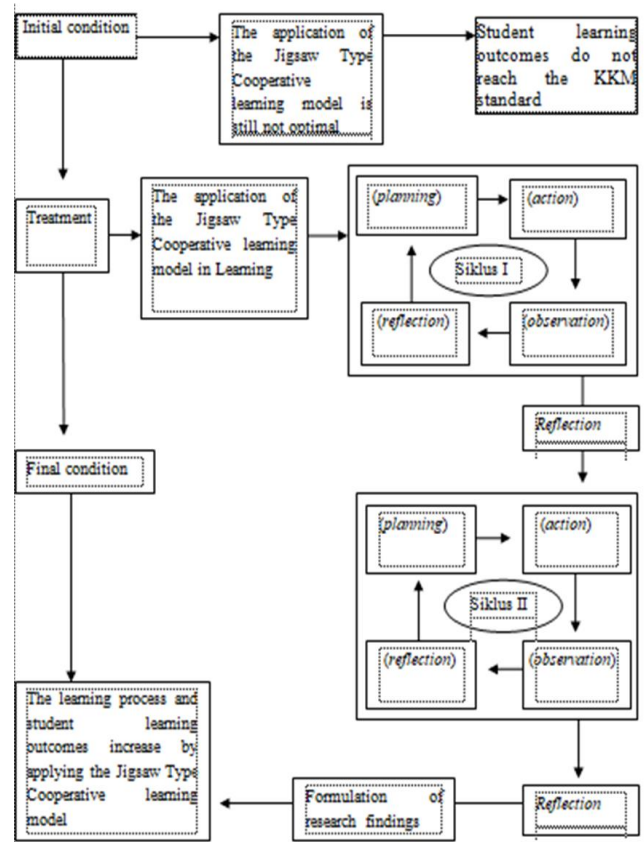 Initial condition
The application of
the Jigsaw Type
Cooperative
learning model is
still not optimal
Student learning
outcomes do not
reach the KKM
standard
Treatment
The application of
the Jigsaw Type
Cooperative learning
model in Learning
(planning)
(action)
Siklus I
(reflection)
(observation)
Reflection
Final condition
(planning)
(action)
Siklus II
(reflection)
(observation)
The learning process and
student learning
outcomes increase by
applying the Jigsaw Type
Cooperative learning
model
Formulation of
research findings
Reflection